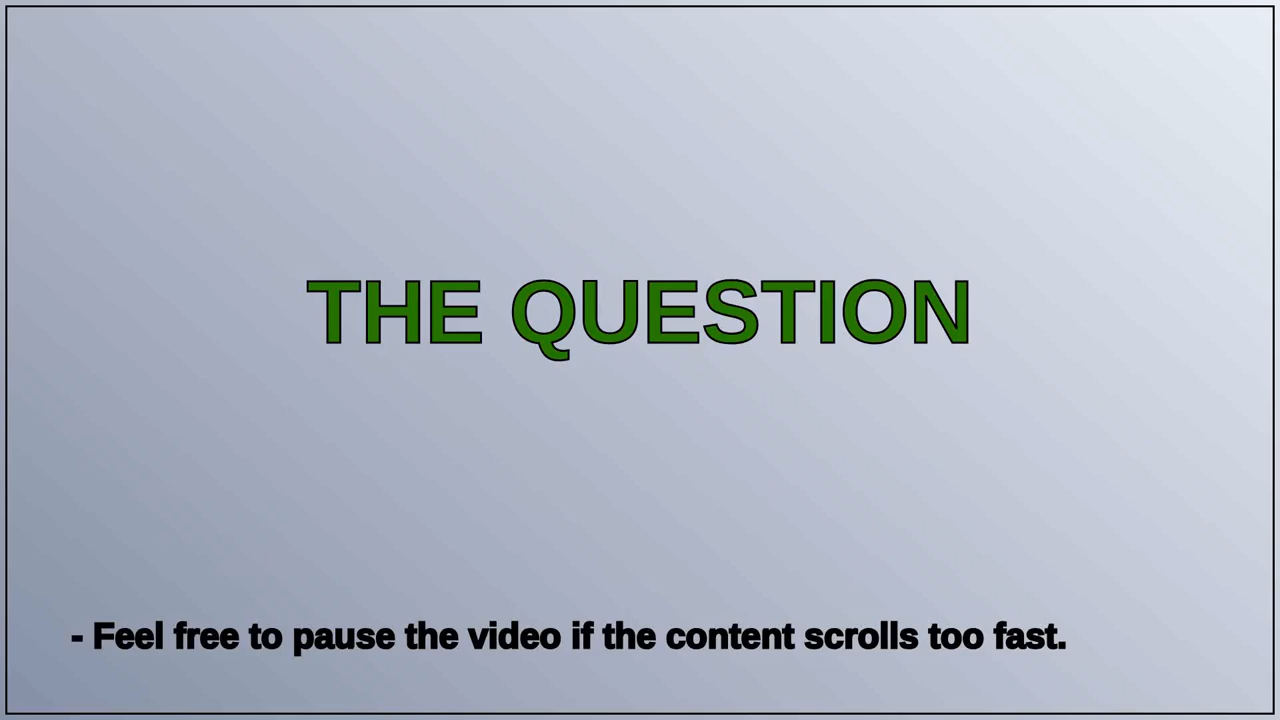 THE QUESTION
- Feel free to pause the video if the content scrolls too fast.